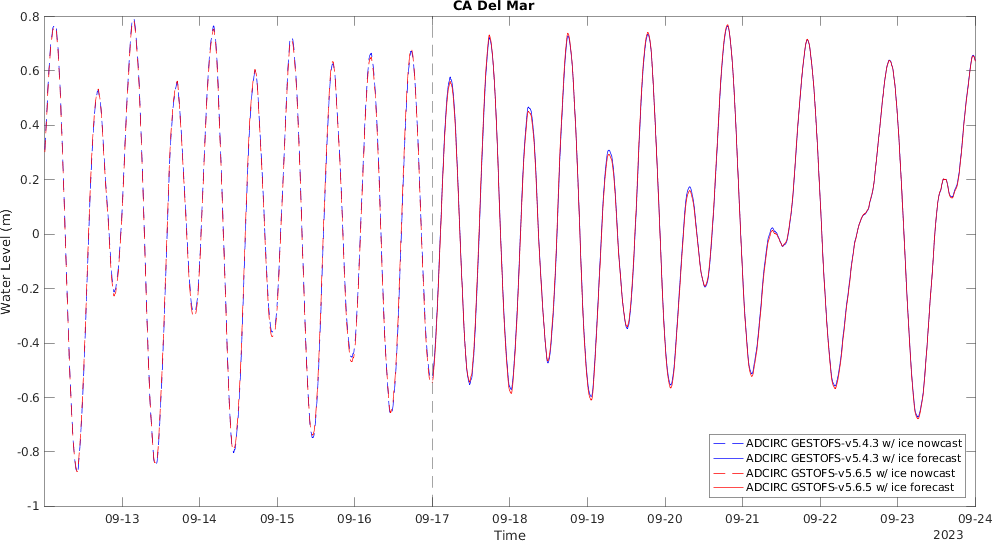 CA Del Mar
0.8
0.6
0.4
0.2
0
-0.2
-0.4
-0.6
-0.8
-1
Water Level (m)
09-13 09-14 09-15 09-16 09-17 09-18 09-19 09-20 09-21 09-22 09-23 09-24
2023
Time
ADCIRC GESTOFS-v5.4.3 w/ ice nowcast
ADCIRC GESTOFS-v5.4.3 w/ ice forecast
ADCIRC GSTOFS-v5.6.5 w/ ice nowcast
ADCIRC GSTOFS-v5.6.5 w/ ice forecast